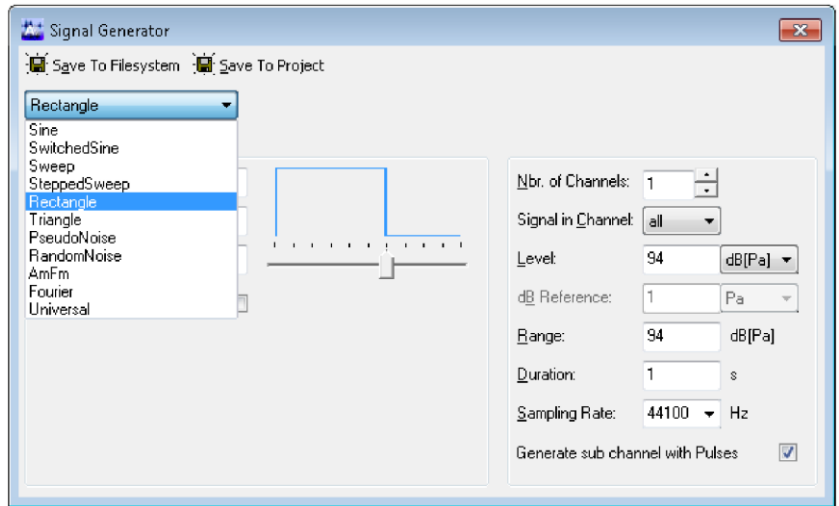 Signal Generator
Save To Filesystem Save To Project
Rectangle
Sine
SwitchedSine
Sweep
SteppedSweep
Rectangle
Triangle
PseudoNoise
RandomNoise
AmFm
Fourier
Universal
Nbr. of Channels: 1
Signal in Channel: all
Level: 94 dB[Pa]
dB Reference: 1 Pa
Range: 94 dB[Pa]
Duration: 1 s
Sampling Rate: 44100 Hz
Generate sub channel with Pulses